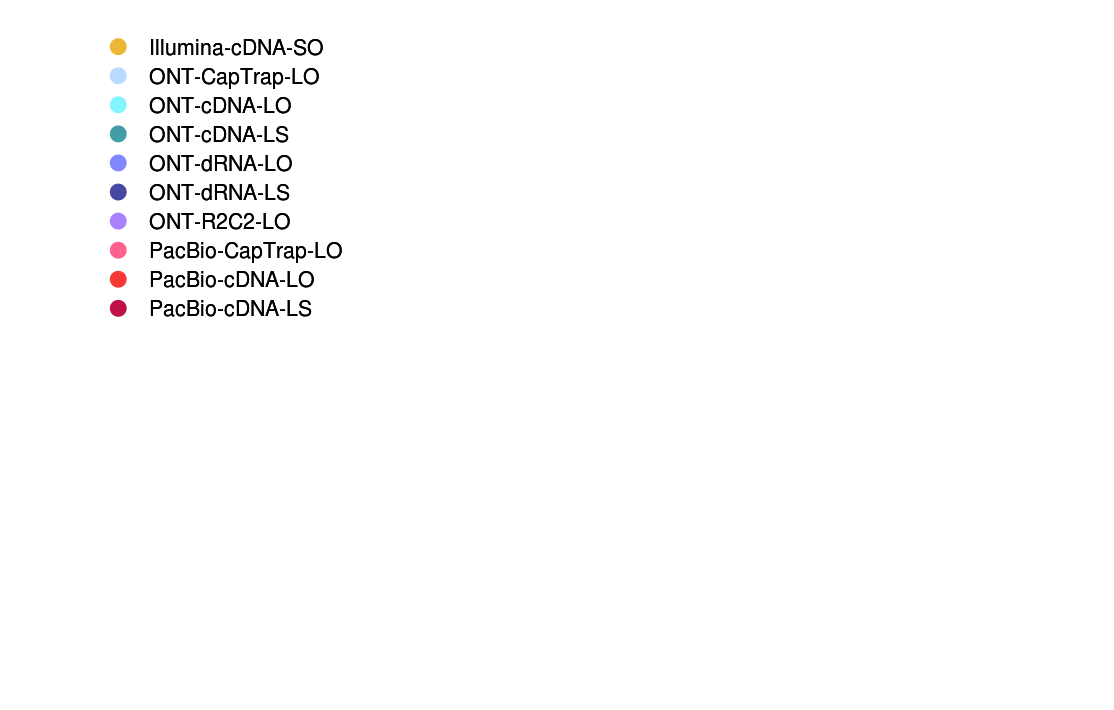 Illumina-cDNA-SO
ONT-CapTrap-LO
ONT-cDNA-LO
ONT-cDNA-LS
ONT-dRNA-LO
ONT-dRNA-LS
ONT-R2C2-LO
PacBio-CapTrap-LO
PacBio-cDNA-LO
PacBio-cDNA-LS